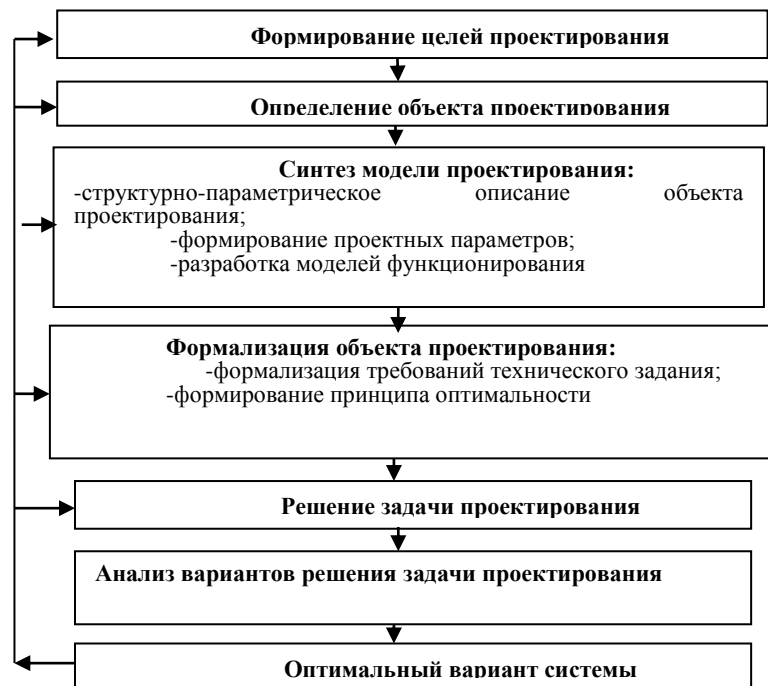 Формирование целей проектирования
Определение объекта проектирования
Синтез модели проектирования:
-структурно-параметрическое описание объекта
проектирования;
-формирование проектных параметров;
-разработка моделей функционирования
Формализация объекта проектирования:
-формализация требований технического задания;
-формирование принципа оптимальности
Решение задачи проектирования
Анализ вариантов решения задачи проектирования
Оптимальный вариант системы